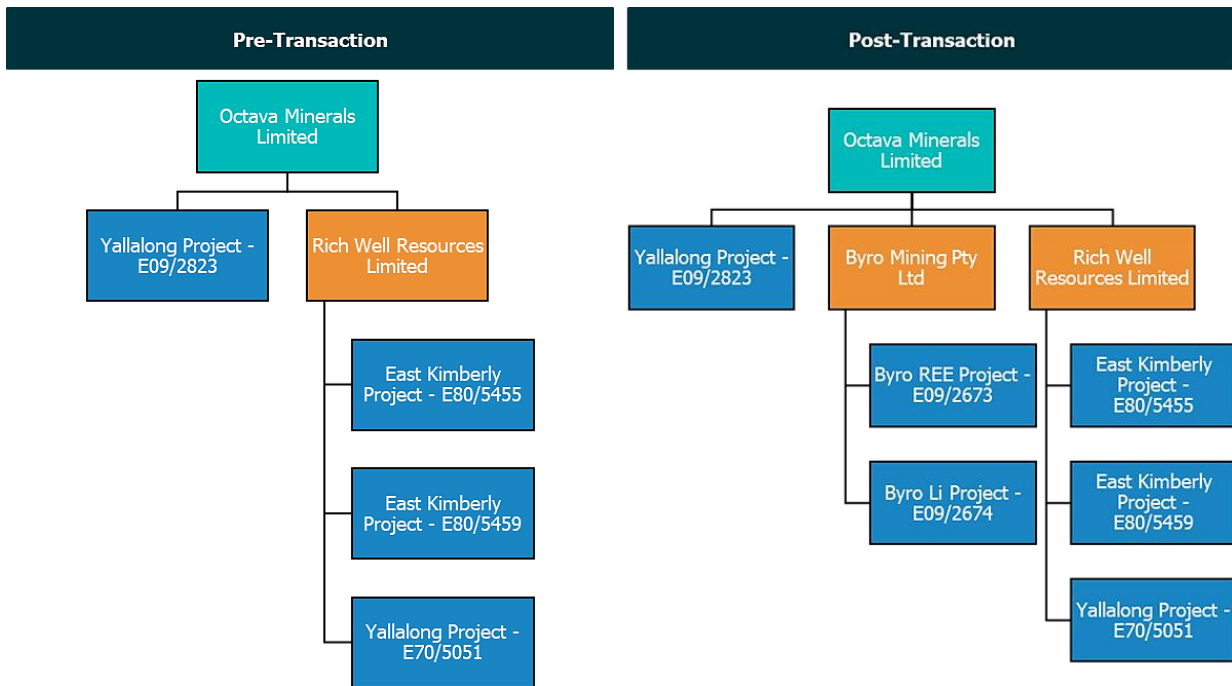 Pre-Transaction
Octava Minerals
Limited
Yallalong Project -
E09/2823
Rich Well Resources
Limited
East Kimberly
Project - E80/5455
East Kimberly
Project - E80/5459
Yallalong Project -
E70/5051
Post-Transaction
Octava Minerals
Limited
Yallalong Project -
E09/2823
Byro Mining Pty
Ltd
Rich Well
Resources Limited
Byro REE Project -
E09/2673
Byro Li Project -
E09/2674
East Kimberly
Project -
E80/5455
East Kimberly
Project -
E80/5459
Yallalong Project -
E70/5051